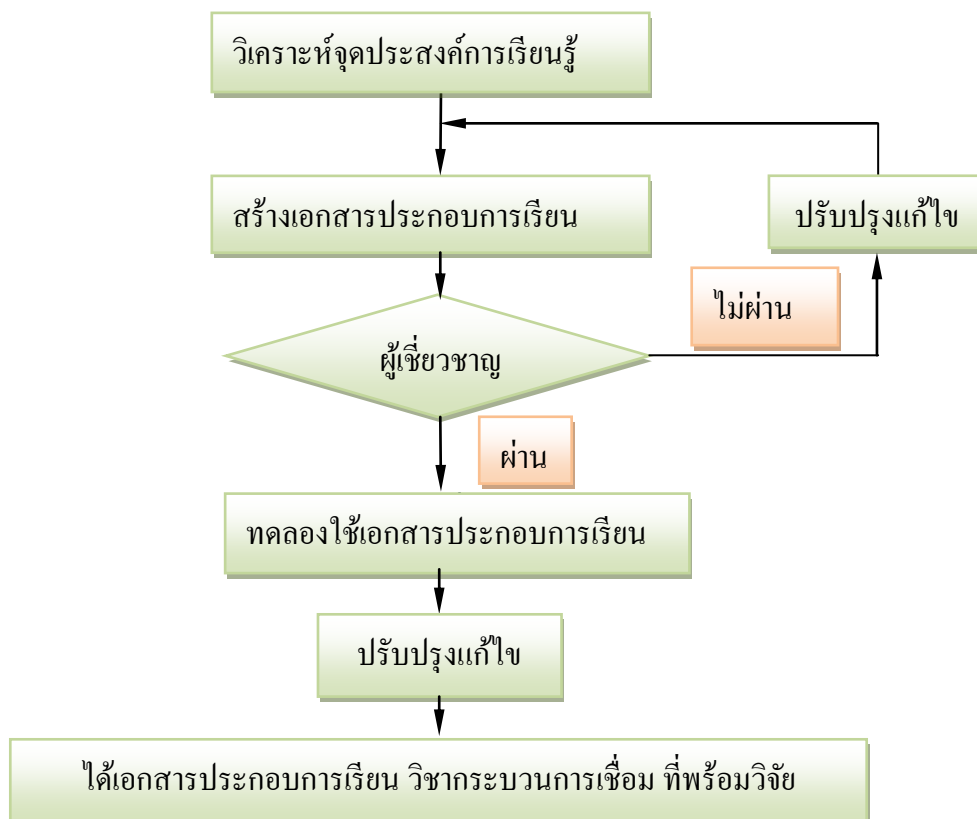 วิเคราะห์จุดประสงค์การเรียนรู้
สร้างเอกสารประกอบการเรียน
ปรับปรุงแก้ไข
ไม่ผ่าน
ผู้เชี่ยวชาญ
ผ่าน
ทดลองใช้เอกสารประกอบการเรียน
ปรับปรุงแก้ไข
ได้เอกสารประกอบการเรียน วิชากระบวนการเชื่อม ที่พร้อมวิจัย